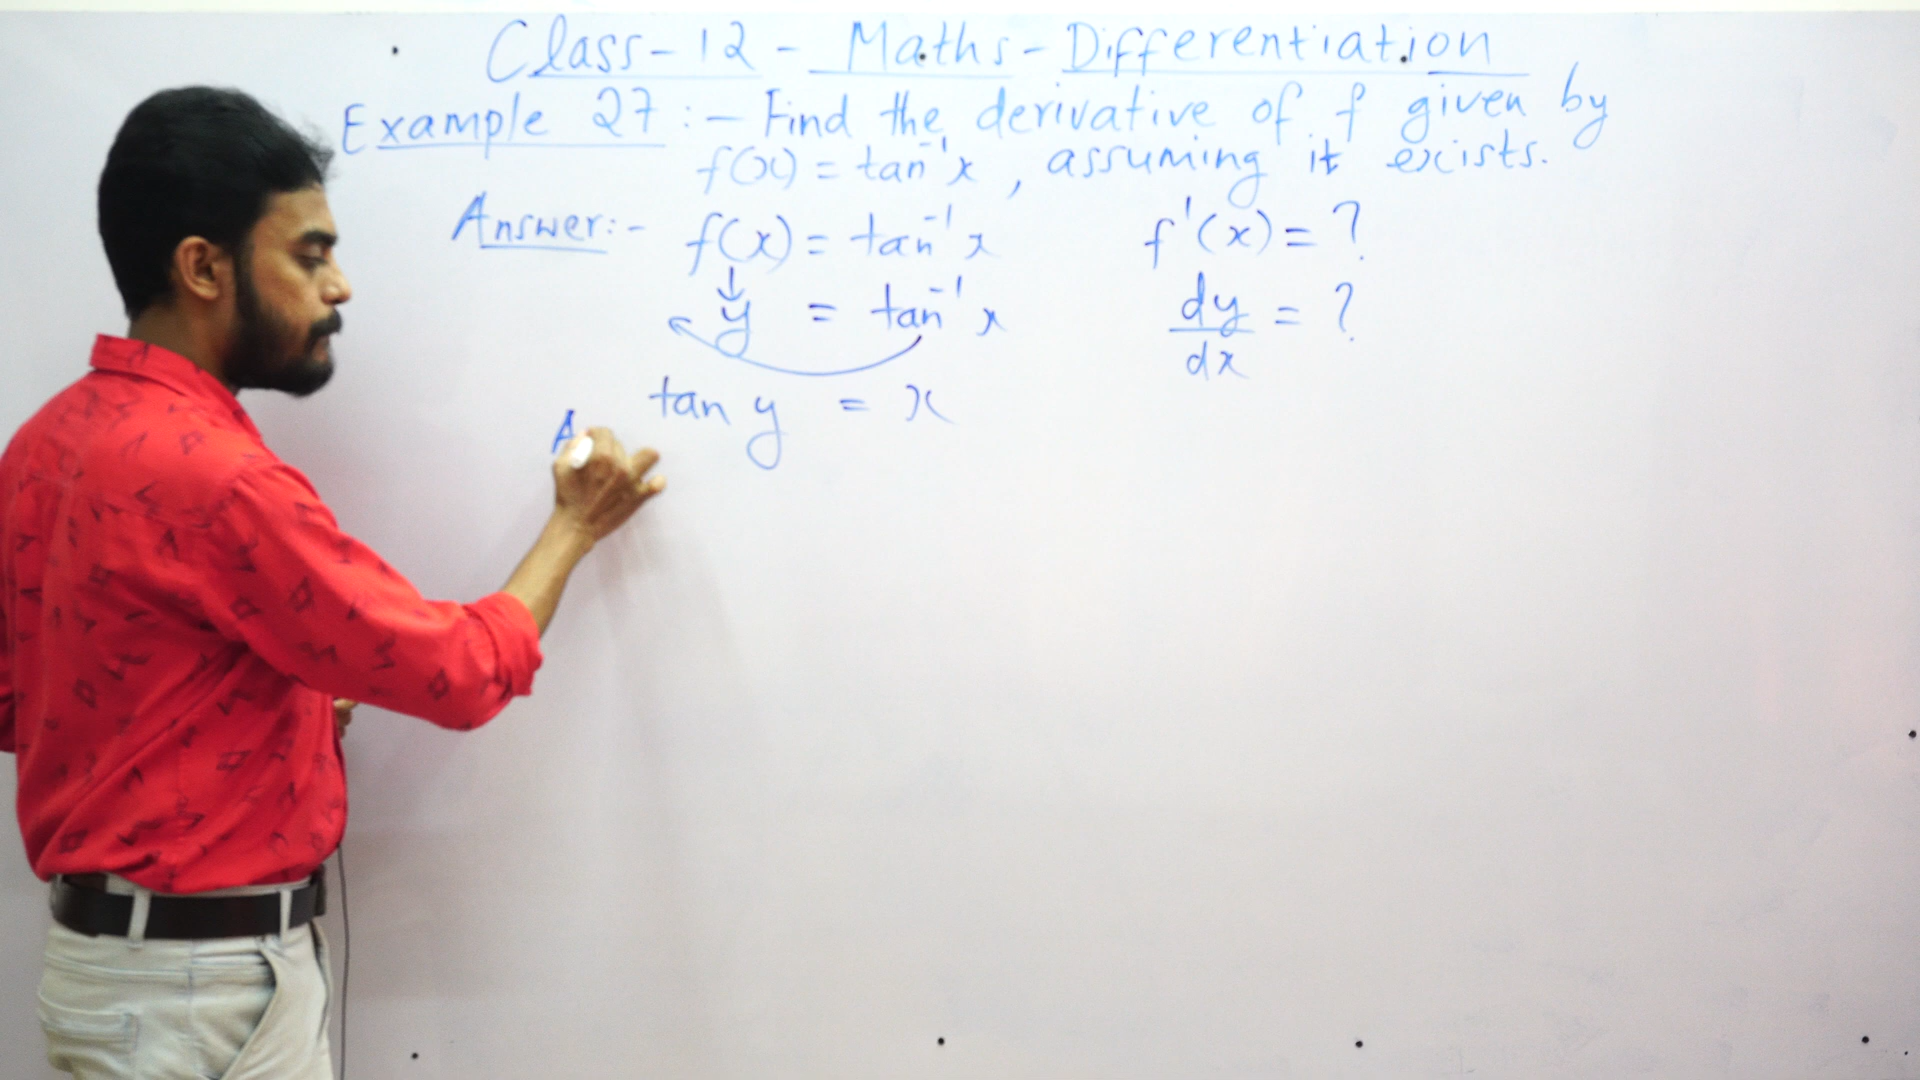 Class-12 - Maths - Differentiation
Example 27 :- Find the derivative of f given by
f(x) = tan⁻¹x , assuming it exists.
Answer:- f(x) = tan⁻¹x f'(x) = ?
↓
y = tan⁻¹x dy/dx = ?
tan y = x
A